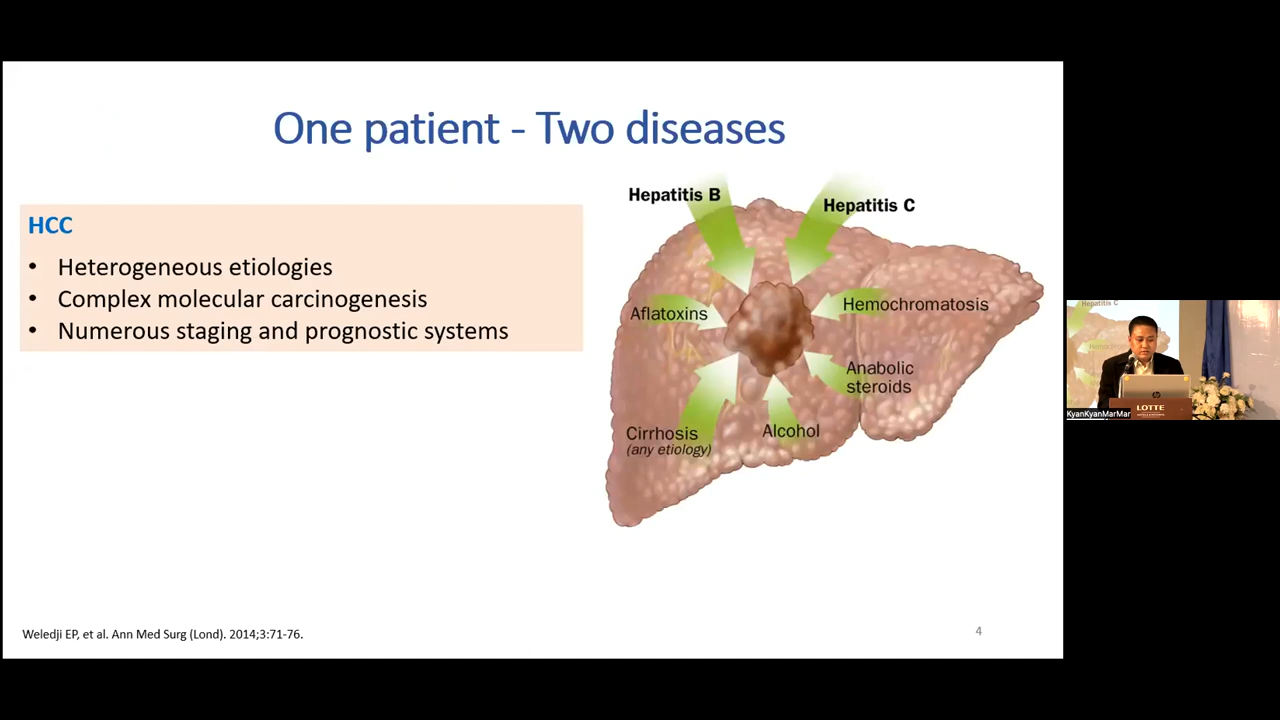 One patient - Two diseases
HCC
• Heterogeneous etiologies
• Complex molecular carcinogenesis
• Numerous staging and prognostic systems
Hepatitis B
Hepatitis C
Aflatoxins
Hemochromatosis
Anabolic
steroids
Cirrhosis
(any etiology)
Alcohol
Weledji EP, et al. Ann Med Surg (Lond). 2014;3:71-76.
4
Hepatitis C
hp
LOTTE
KyanKyanMarMar